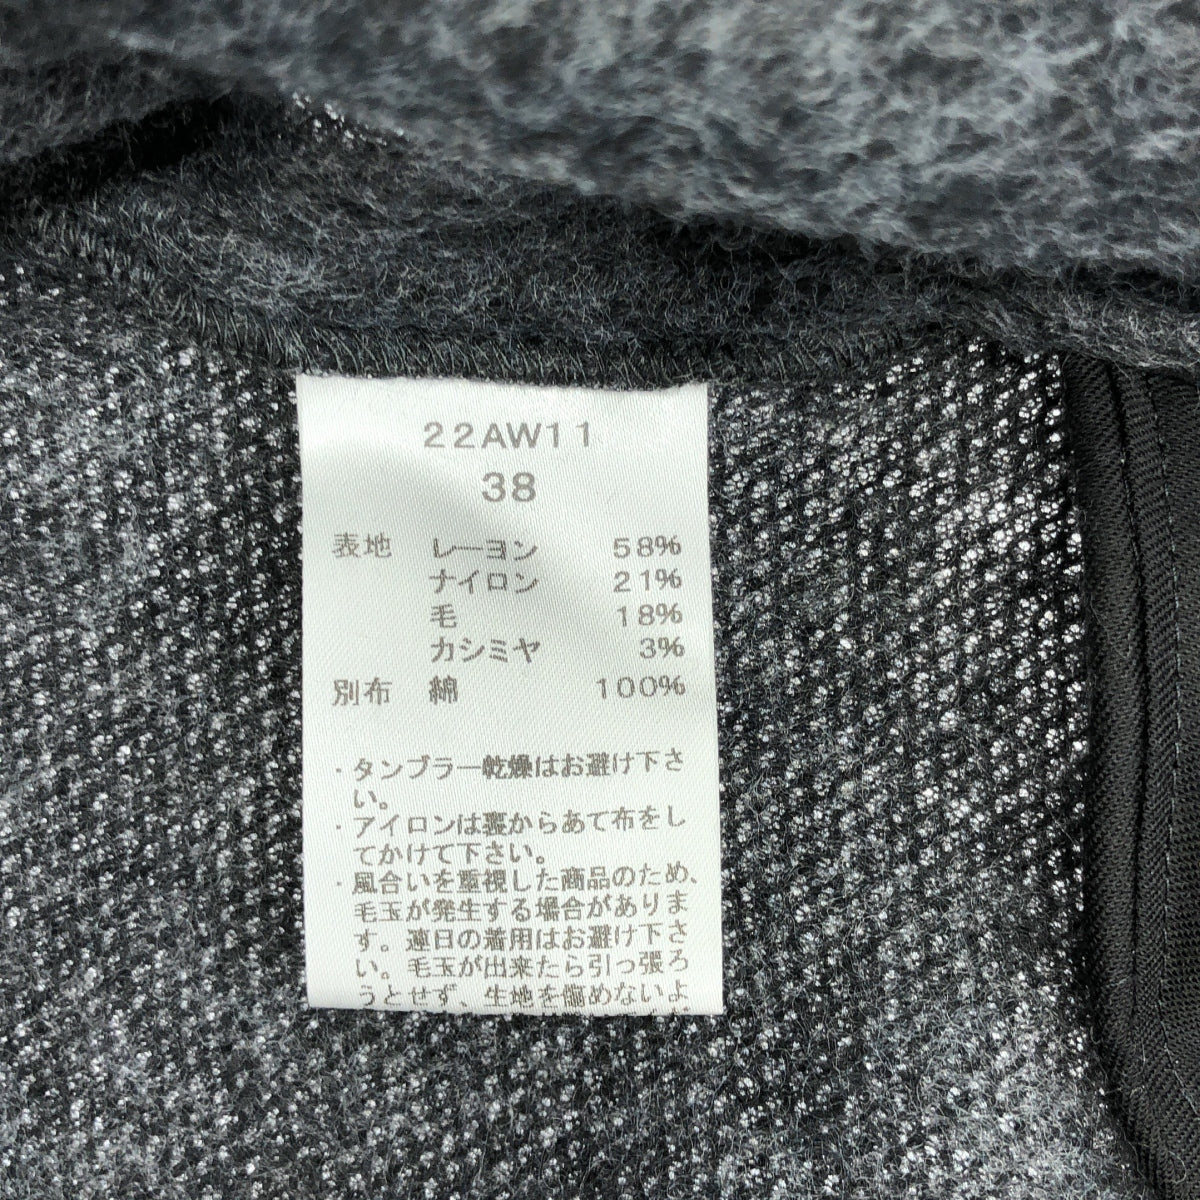 22AW11
38
表地 レーヨン 58%
ナイロン 21%
毛 18%
カシミヤ 3%
別布 綿 100%
・タンブラー乾燥はお避け下さ
い。
・アイロンは裏からあて布をし
てかけて下さい。
・風合いを重視した商品のため、
毛玉が発生する場合がありま
す。連日の着用はお避け下さ
い。毛玉が出来たら引っ張ろ
うとせず、生地を傷めないよ